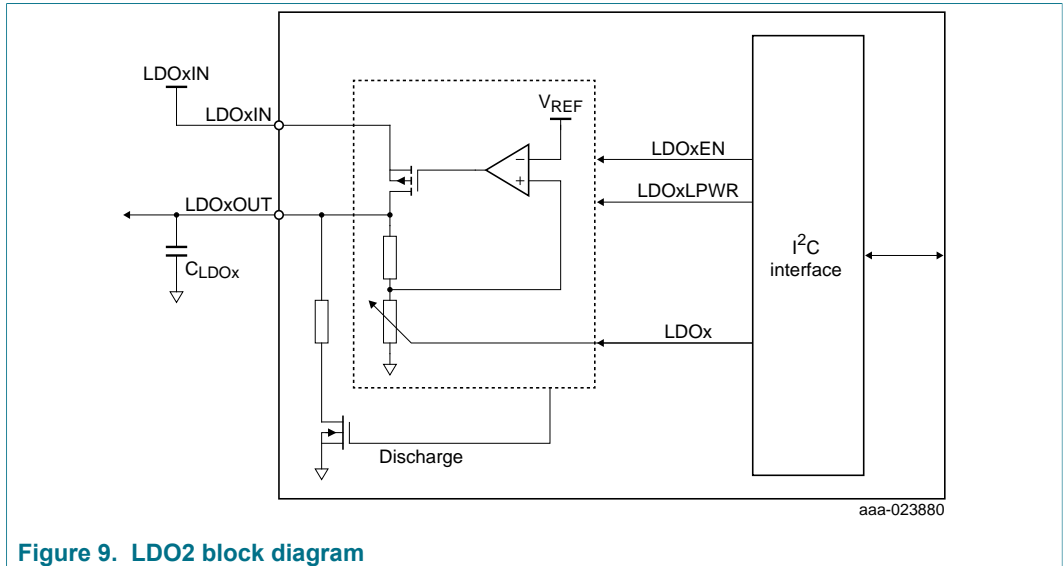 LDOxIN
LDOxIN
VREF
−
+
LDOxEN
LDOxLPWR
LDOxOUT
CLDOx
I2C
interface
LDOx
Discharge
aaa-023880
Figure 9. LDO2 block diagram